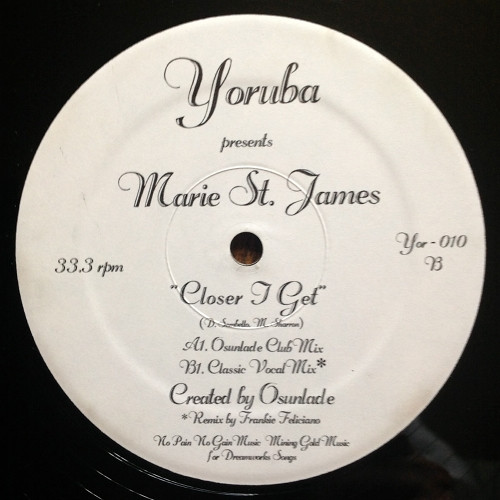 Yoruba
presents
Marie St. James
33.3 rpm
Yor - 010
B
"Closer I Get"
A1. Osunlade Club Mix
B1. Classic Vocal Mix*
Created by Osunlade
*Remix by Frankie Feliciano
No Pain No Gain Music Mining Gold Music
for Dreamworks Songs